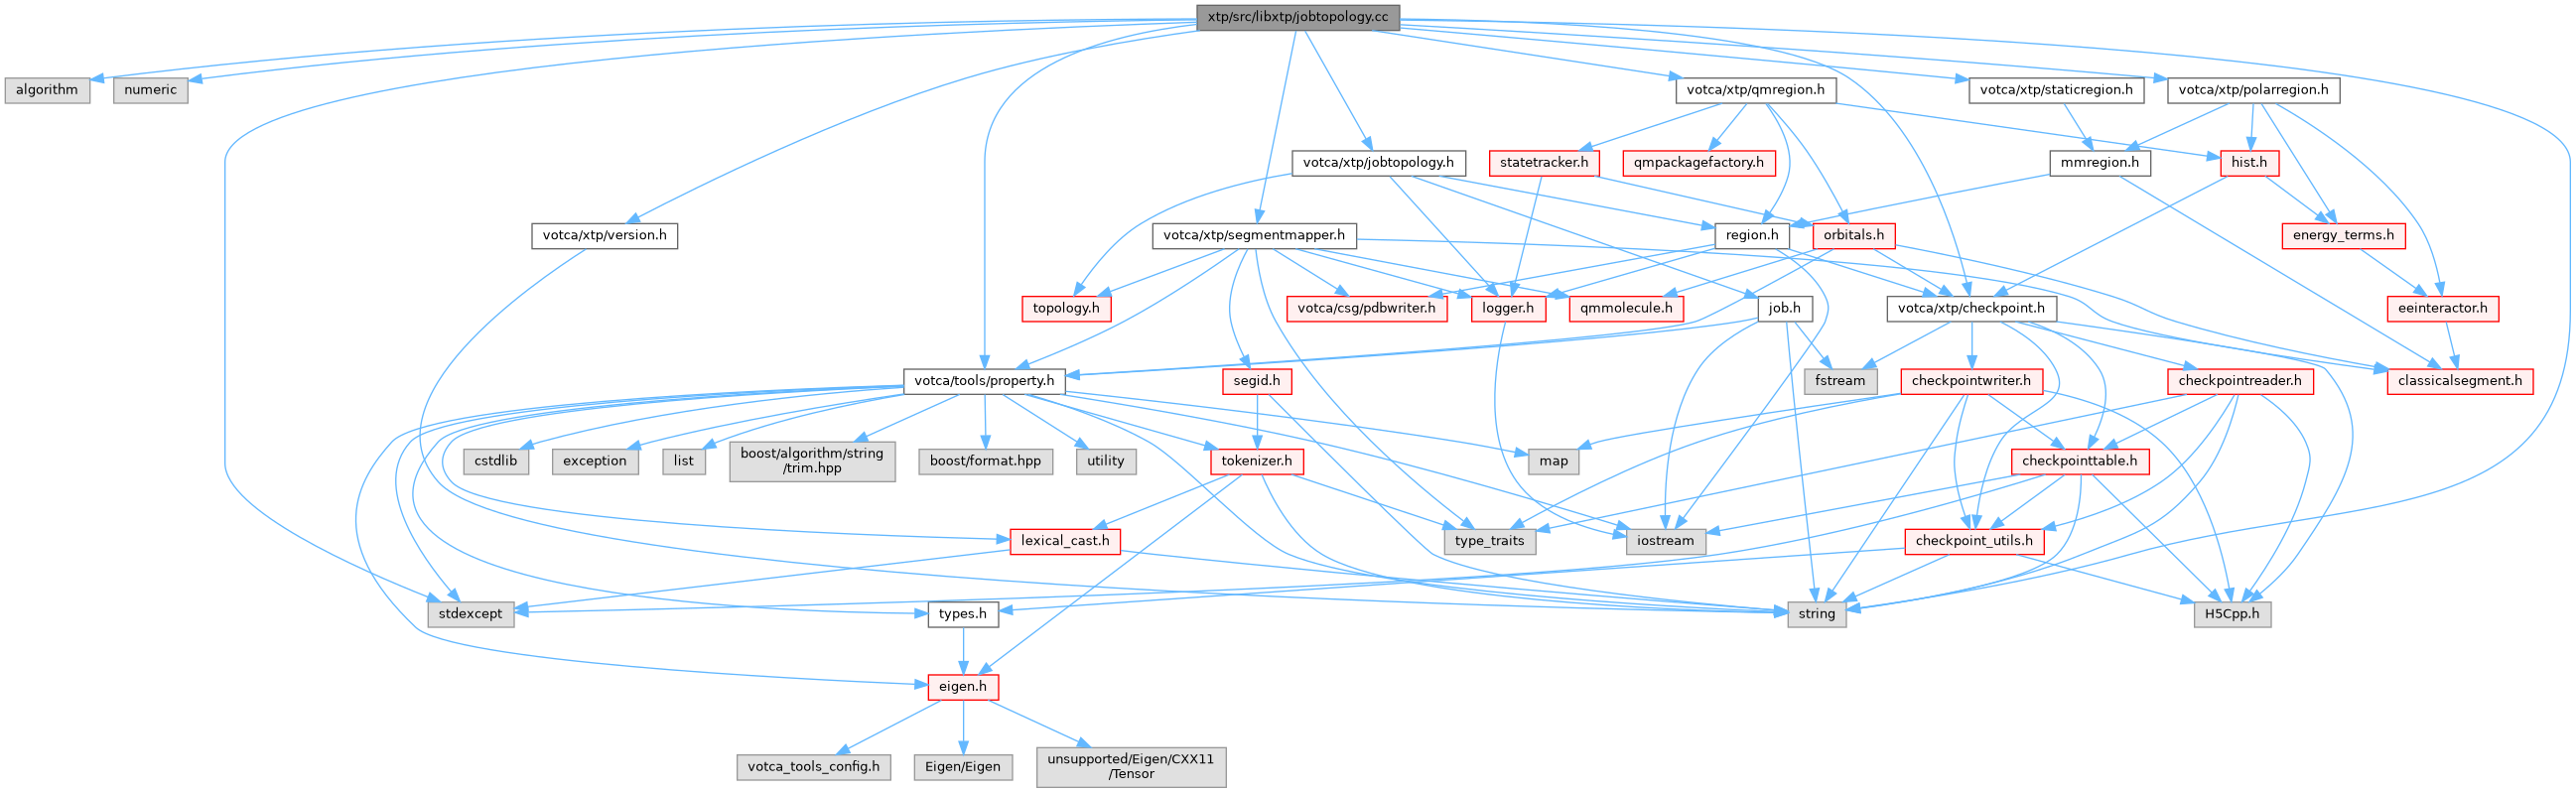 xtp/src/libxtp/jobtopology.cc
algorithm
numeric
votca/xtp/qmregion.h
votca/xtp/staticregion.h
votca/xtp/polarregion.h
votca/xtp/jobtopology.h
statetracker.h
qmpackagefactory.h
mmregion.h
hist.h
votca/xtp/version.h
votca/xtp/segmentmapper.h
region.h
orbitals.h
energy_terms.h
topology.h
votca/csg/pdbwriter.h
logger.h
qmmolecule.h
job.h
votca/xtp/checkpoint.h
eeinteractor.h
votca/tools/property.h
segid.h
fstream
checkpointwriter.h
checkpointreader.h
classicalsegment.h
cstdlib
exception
list
boost/algorithm/string
/trim.hpp
boost/format.hpp
utility
tokenizer.h
map
checkpointtable.h
lexical_cast.h
type_traits
iostream
checkpoint_utils.h
stdexcept
types.h
string
H5Cpp.h
eigen.h
votca_tools_config.h
Eigen/Eigen
unsupported/Eigen/CXX11
/Tensor